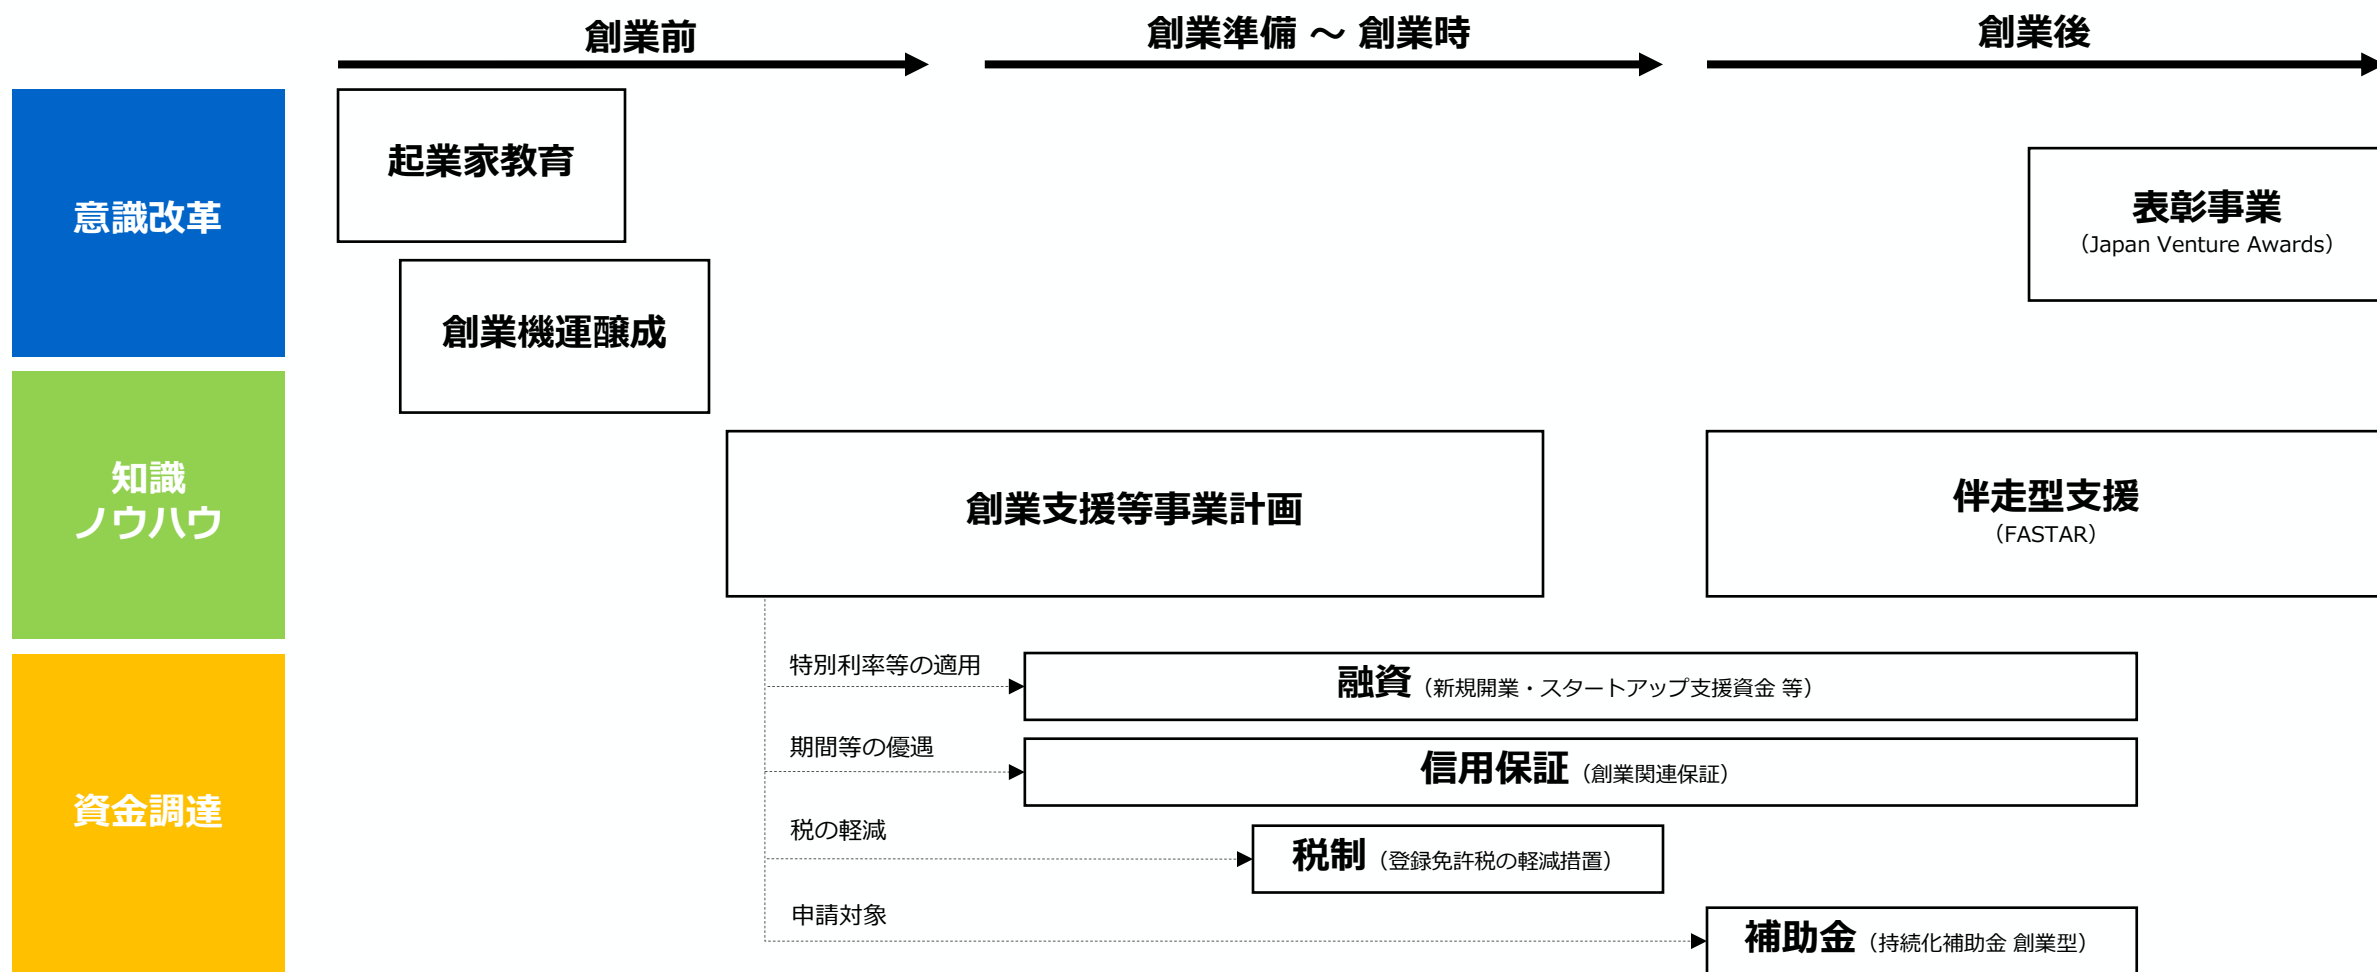 創業前
創業準備 ～ 創業時
創業後
意識改革
起業家教育
創業機運醸成
表彰事業
（Japan Venture Awards）
知識
ノウハウ
創業支援等事業計画
伴走型支援
（FASTAR）
資金調達
特別利率等の適用
融資（新規開業・スタートアップ支援資金 等）
期間等の優遇
信用保証（創業関連保証）
税の軽減
税制（登録免許税の軽減措置）
申請対象
補助金（持続化補助金 創業型）